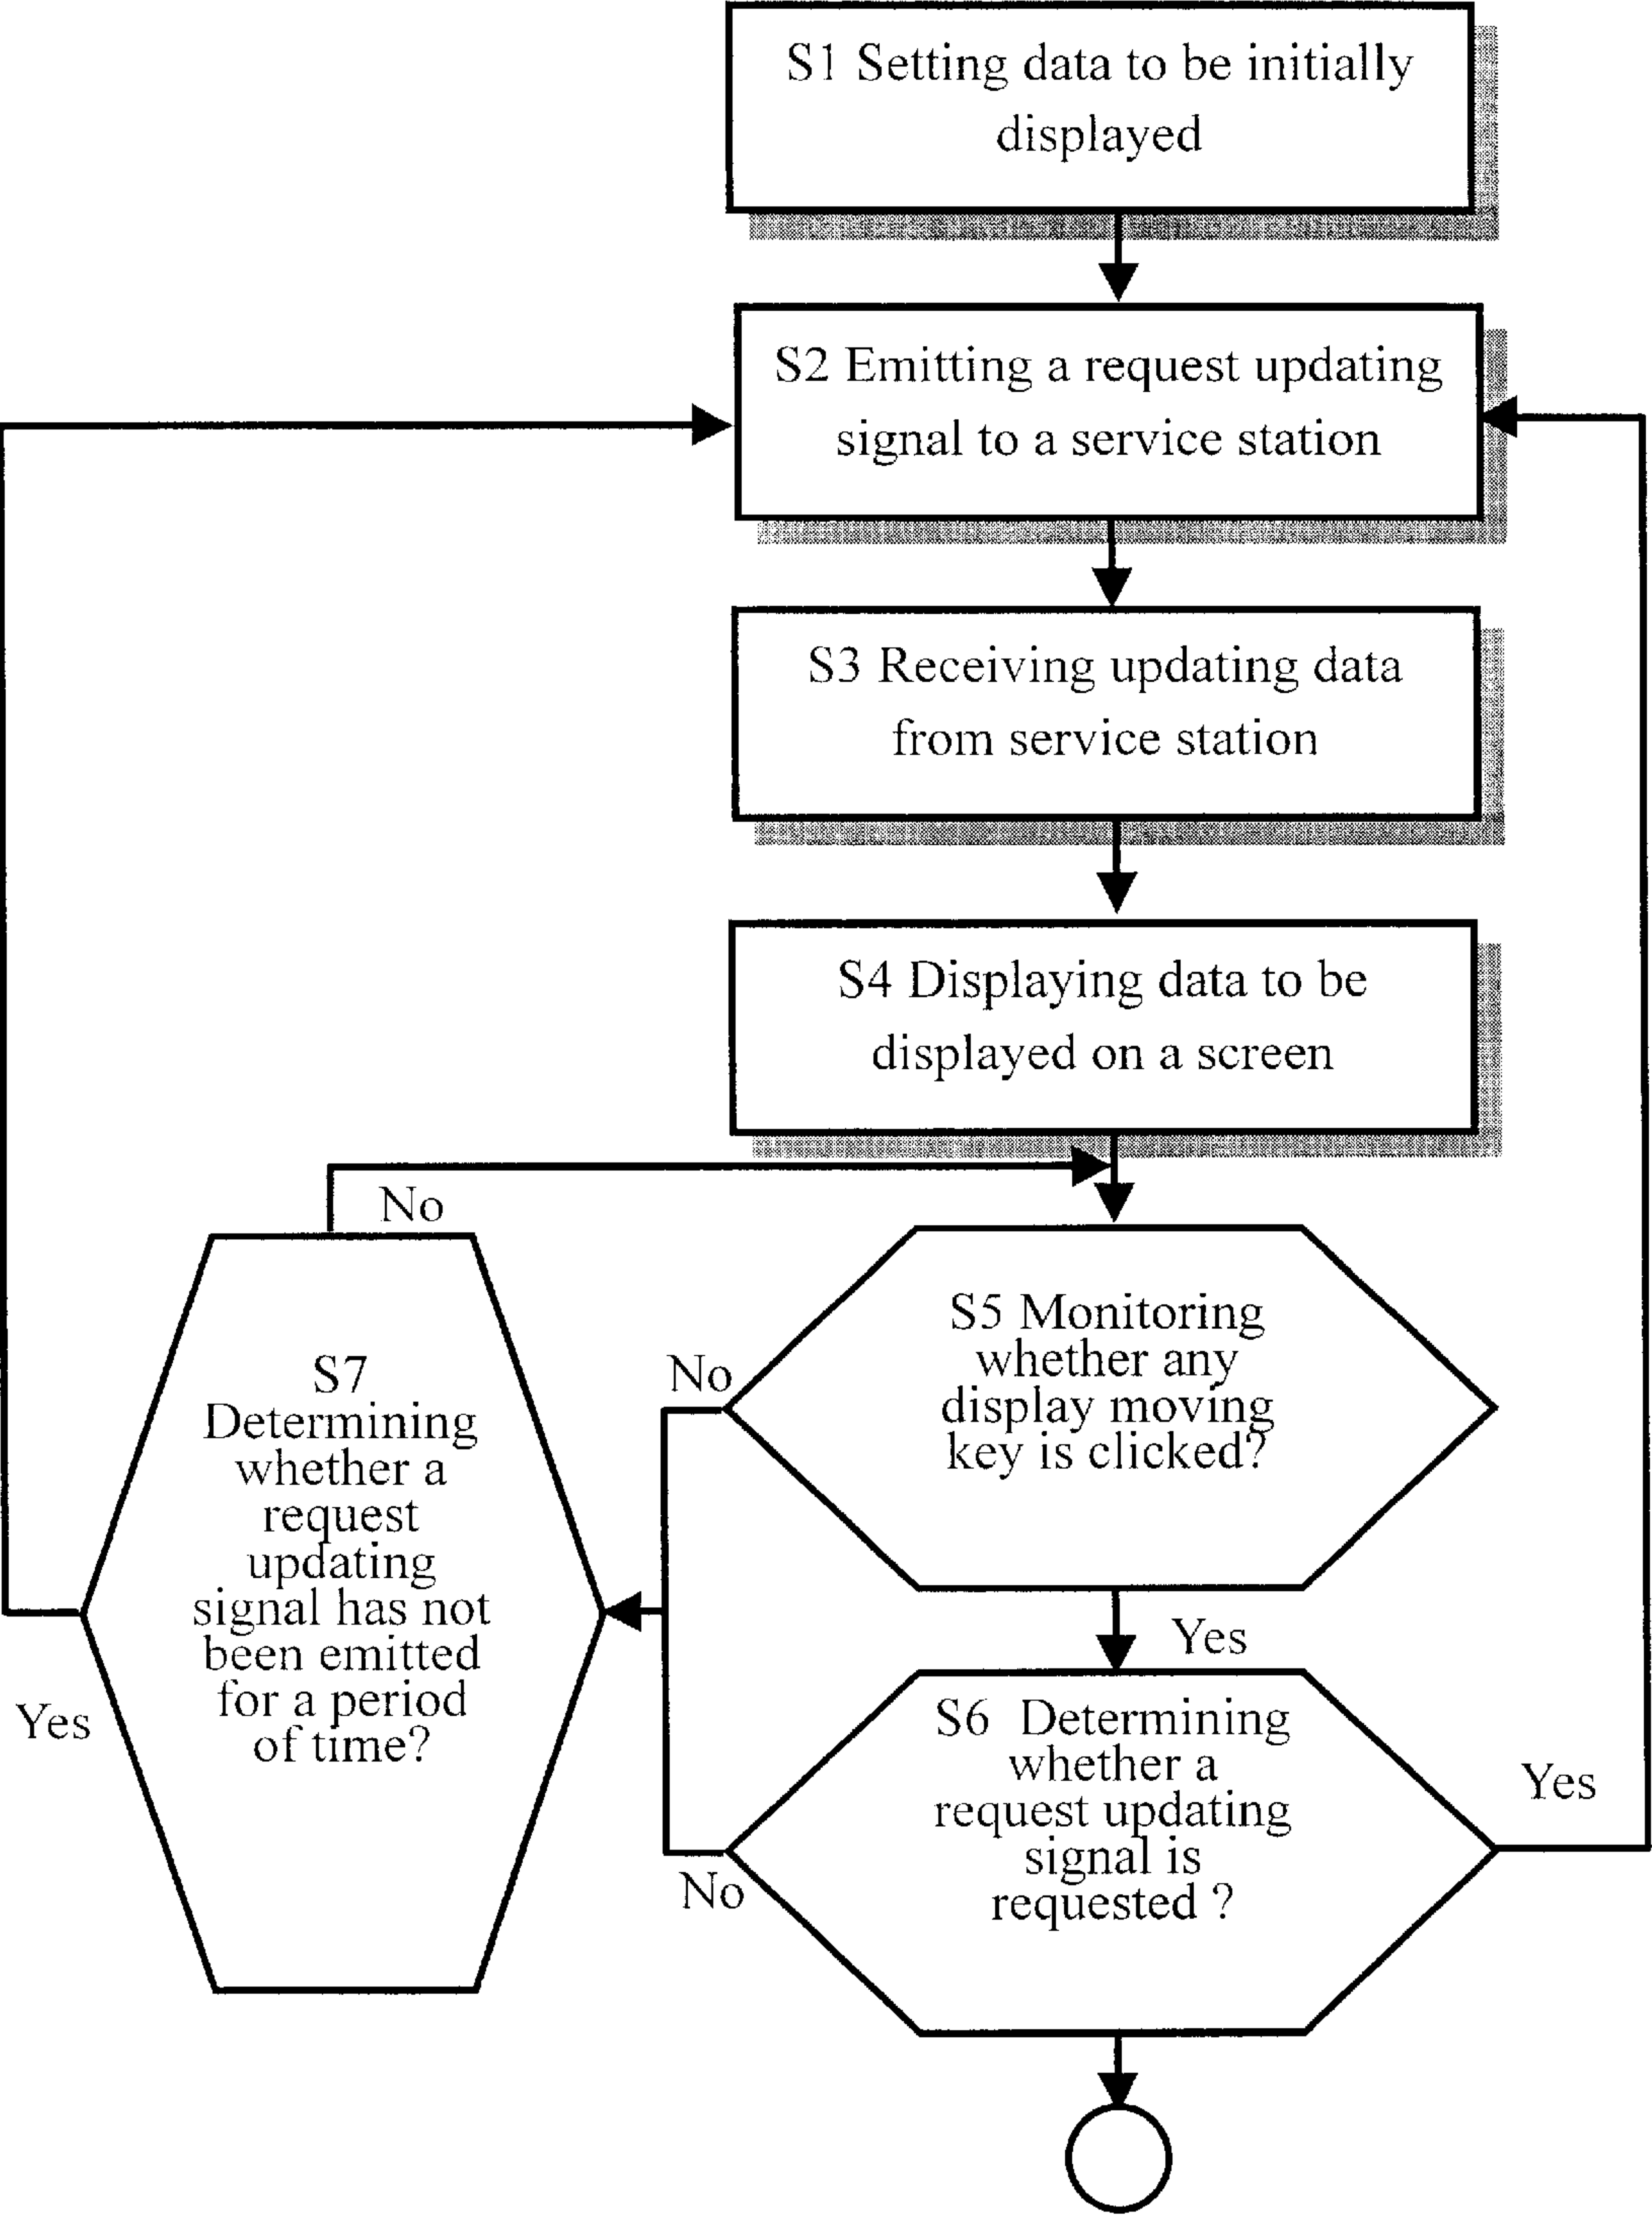 S1 Setting data to be initially
displayed
S2 Emitting a request updating
signal to a service station
S3 Receiving updating data
from service station
S4 Displaying data to be
displayed on a screen
No
S5 Monitoring
whether any
display moving
key is clicked?
No
S7
Determining
whether a
request
updating
signal has not
been emitted
for a period
of time?
Yes
Yes
S6 Determining
whether a
request updating
signal is
requested ?
Yes
No